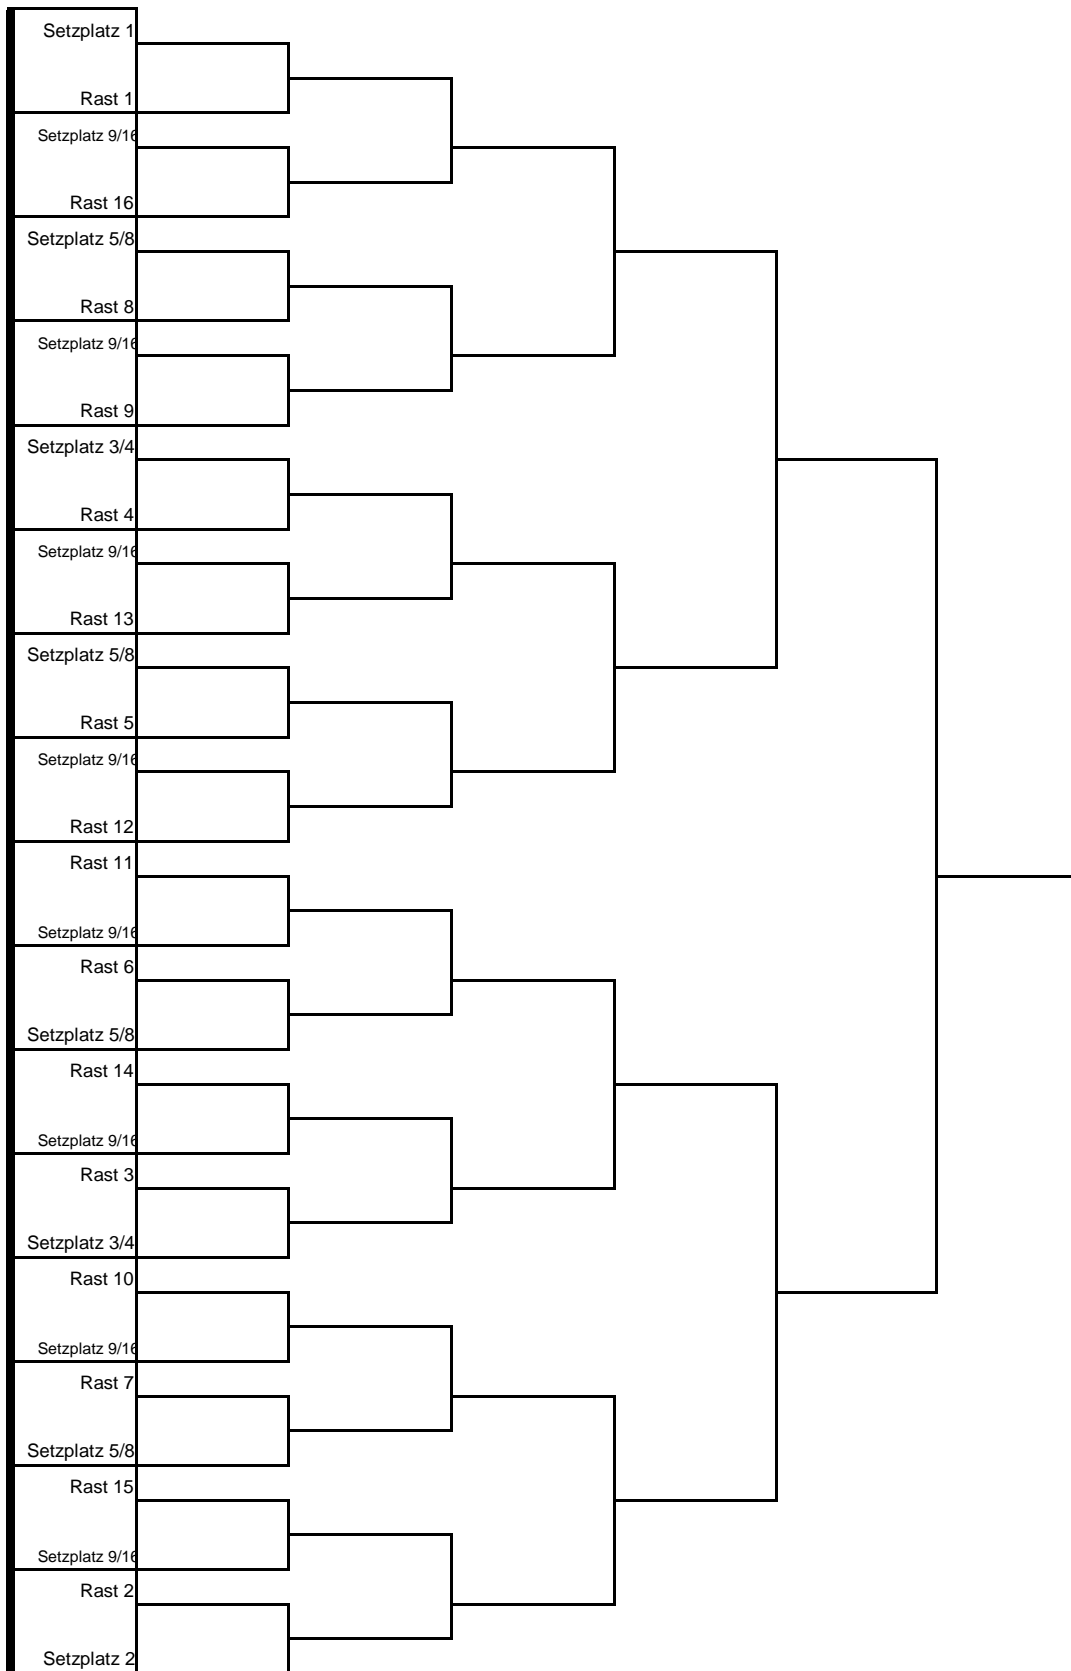 Setzplatz 1
Rast 1
Setzplatz 9/16
Rast 16
Setzplatz 5/8
Rast 8
Setzplatz 9/16
Rast 9
Setzplatz 3/4
Rast 4
Setzplatz 9/16
Rast 13
Setzplatz 5/8
Rast 5
Setzplatz 9/16
Rast 12
Rast 11
Setzplatz 9/16
Rast 6
Setzplatz 5/8
Rast 14
Setzplatz 9/16
Rast 3
Setzplatz 3/4
Rast 10
Setzplatz 9/16
Rast 7
Setzplatz 5/8
Rast 15
Setzplatz 9/16
Rast 2
Setzplatz 2